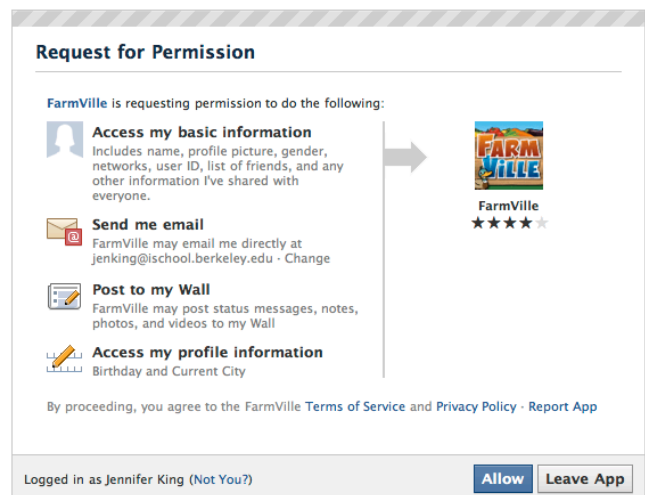 Request for Permission
FarmVille is requesting permission to do the following:
Access my basic information
Includes name, profile picture, gender,
networks, user ID, list of friends, and any
other information I've shared with
everyone.
FARM
VILLE
FarmVille
Send me email
FarmVille may email me directly at
jenking@ischool.berkeley.edu · Change
Post to my Wall
FarmVille may post status messages, notes,
photos, and videos to my Wall
Access my profile information
Birthday and Current City
By proceeding, you agree to the FarmVille Terms of Service and Privacy Policy · Report App
Logged in as Jennifer King (Not You?)
Allow
Leave App